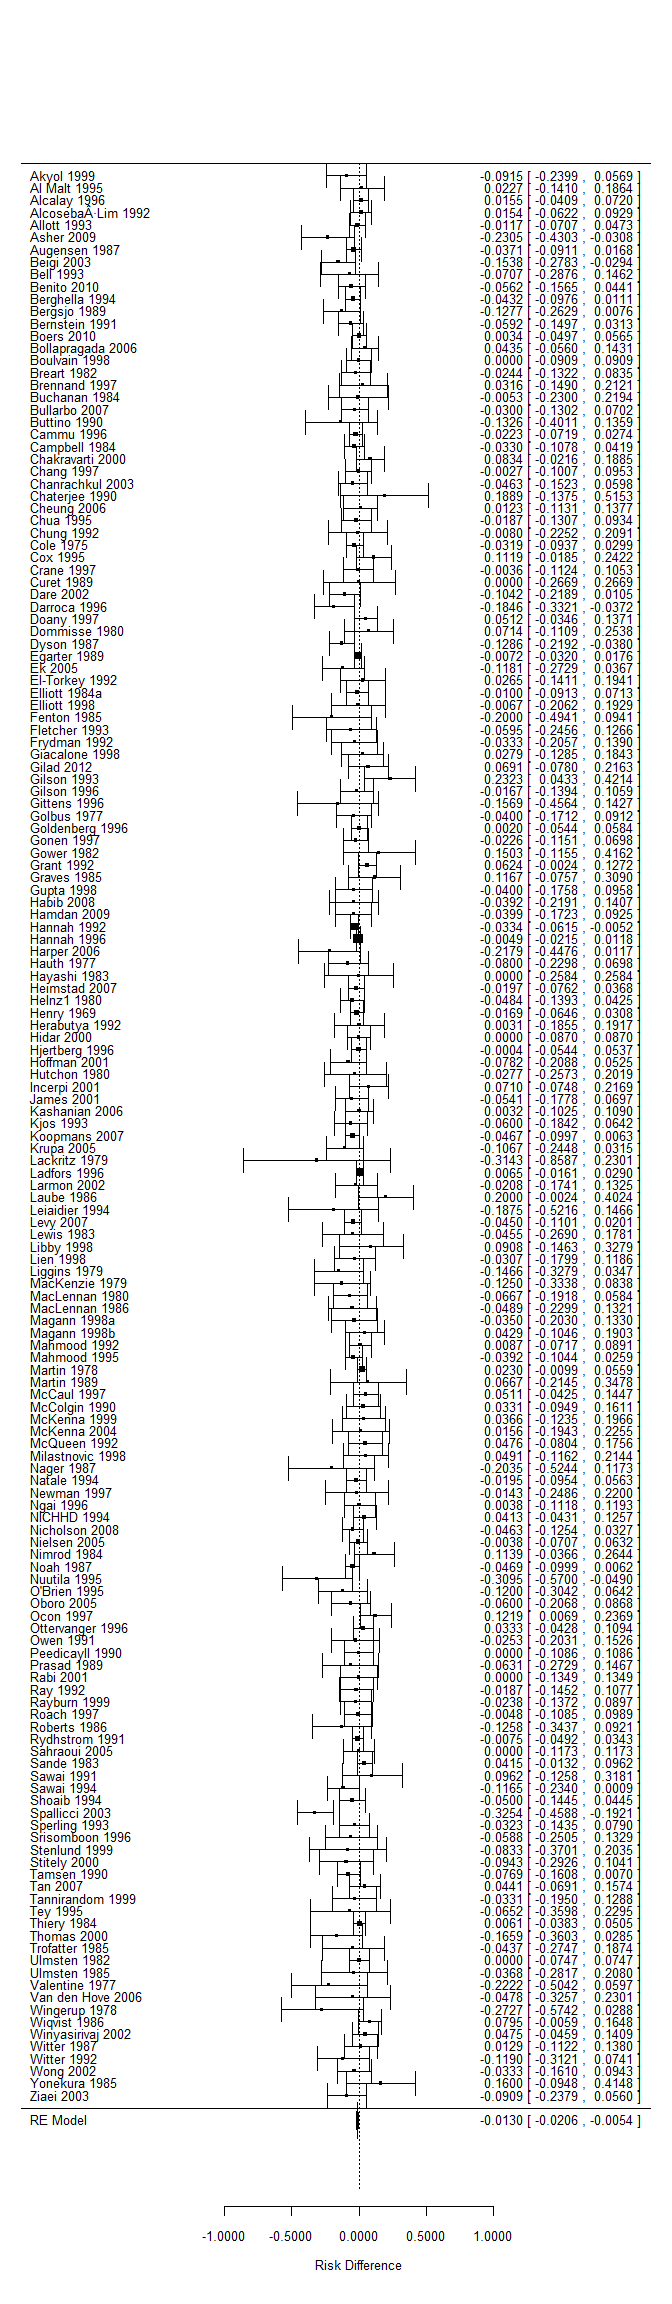 Akyol 1999 -0.0915 [ -0.2399 , 0.0569 ]
Al Malt 1995 0.0227 [ -0.1410 , 0.1864 ]
Alcalay 1996 0.0155 [ -0.0409 , 0.0720 ]
AlcosebaA·Lim 1992 0.0154 [ -0.0622 , 0.0929 ]
Allott 1993 -0.0117 [ -0.0707 , 0.0473 ]
Asher 2009 -0.2305 [ -0.4303 , -0.0308 ]
Augensen 1987 -0.0371 [ -0.0911 , 0.0168 ]
Beigi 2003 -0.1538 [ -0.2783 , -0.0294 ]
Bell 1993 -0.0707 [ -0.2876 , 0.1462 ]
Benito 2010 -0.0562 [ -0.1565 , 0.0441 ]
Berghella 1994 -0.0432 [ -0.0976 , 0.0111 ]
Bergsjo 1989 -0.1277 [ -0.2629 , 0.0076 ]
Bernstein 1991 -0.0592 [ -0.1497 , 0.0313 ]
Boers 2010 0.0034 [ -0.0497 , 0.0565 ]
Bollapragada 2006 0.0435 [ -0.0560 , 0.1431 ]
Boulvain 1998 0.0000 [ -0.0909 , 0.0909 ]
Breart 1982 -0.0244 [ -0.1322 , 0.0835 ]
Brennand 1997 0.0316 [ -0.1490 , 0.2121 ]
Buchanan 1984 -0.0053 [ -0.2300 , 0.2194 ]
Bullarbo 2007 -0.0300 [ -0.1302 , 0.0702 ]
Buttino 1990 -0.1326 [ -0.4011 , 0.1359 ]
Cammu 1996 -0.0223 [ -0.0719 , 0.0274 ]
Campbell 1984 -0.0330 [ -0.1078 , 0.0419 ]
Chakravarti 2000 0.0834 [ -0.0216 , 0.1885 ]
Chang 1997 -0.0027 [ -0.1007 , 0.0953 ]
Chanrachkul 2003 -0.0463 [ -0.1523 , 0.0598 ]
Chaterjee 1990 0.1889 [ -0.1375 , 0.5153 ]
Cheung 2006 0.0123 [ -0.1131 , 0.1377 ]
Chua 1995 -0.0187 [ -0.1307 , 0.0934 ]
Chung 1992 -0.0080 [ -0.2252 , 0.2091 ]
Cole 1975 -0.0319 [ -0.0937 , 0.0299 ]
Cox 1995 0.1119 [ -0.0185 , 0.2422 ]
Crane 1997 -0.0036 [ -0.1124 , 0.1053 ]
Curet 1989 0.0000 [ -0.2669 , 0.2669 ]
Dare 2002 -0.1042 [ -0.2189 , 0.0105 ]
Darroca 1996 -0.1846 [ -0.3321 , -0.0372 ]
Doany 1997 0.0512 [ -0.0346 , 0.1371 ]
Dommisse 1980 0.0714 [ -0.1109 , 0.2538 ]
Dyson 1987 -0.1286 [ -0.2192 , -0.0380 ]
Egarter 1989 -0.0072 [ -0.0320 , 0.0176 ]
Ek 2005 -0.1181 [ -0.2729 , 0.0367 ]
El-Torkey 1992 0.0265 [ -0.1411 , 0.1941 ]
Elliott 1984a -0.0100 [ -0.0913 , 0.0713 ]
Elliott 1998 -0.0067 [ -0.2062 , 0.1929 ]
Fenton 1985 -0.2000 [ -0.4941 , 0.0941 ]
Fletcher 1993 -0.0595 [ -0.2456 , 0.1266 ]
Frydman 1992 -0.0333 [ -0.2057 , 0.1390 ]
Giacalone 1998 0.0279 [ -0.1285 , 0.1843 ]
Gilad 2012 0.0691 [ -0.0780 , 0.2163 ]
Gilson 1993 0.2323 [ 0.0433 , 0.4214 ]
Gilson 1996 -0.0167 [ -0.1394 , 0.1059 ]
Gittens 1996 -0.1569 [ -0.4564 , 0.1427 ]
Golbus 1977 -0.0400 [ -0.1712 , 0.0912 ]
Goldenberg 1996 0.0020 [ -0.0544 , 0.0584 ]
Gonen 1997 -0.0226 [ -0.1151 , 0.0698 ]
Gower 1982 0.1503 [ -0.1155 , 0.4162 ]
Grant 1992 0.0624 [ -0.0024 , 0.1272 ]
Graves 1985 0.1167 [ -0.0757 , 0.3090 ]
Gupta 1998 -0.0400 [ -0.1758 , 0.0958 ]
Habib 2008 -0.0392 [ -0.2191 , 0.1407 ]
Hamdan 2009 -0.0399 [ -0.1723 , 0.0925 ]
Hannah 1992 -0.0334 [ -0.0615 , -0.0052 ]
Hannah 1996 -0.0049 [ -0.0215 , 0.0118 ]
Harper 2006 -0.2179 [ -0.4476 , 0.0117 ]
Hauth 1977 -0.0800 [ -0.2298 , 0.0698 ]
Hayashi 1983 0.0000 [ -0.2584 , 0.2584 ]
Heimstad 2007 -0.0197 [ -0.0762 , 0.0368 ]
Helnz1 1980 -0.0484 [ -0.1393 , 0.0425 ]
Henry 1969 -0.0169 [ -0.0646 , 0.0308 ]
Herabutya 1992 0.0031 [ -0.1855 , 0.1917 ]
Hidar 2000 0.0000 [ -0.0870 , 0.0870 ]
Hjertberg 1996 -0.0004 [ -0.0544 , 0.0537 ]
Hoffman 2001 -0.0782 [ -0.2088 , 0.0525 ]
Hutchon 1980 -0.0277 [ -0.2573 , 0.2019 ]
Incerpi 2001 0.0710 [ -0.0748 , 0.2169 ]
James 2001 -0.0541 [ -0.1778 , 0.0697 ]
Kashanian 2006 0.0032 [ -0.1025 , 0.1090 ]
Kjos 1993 -0.0600 [ -0.1842 , 0.0642 ]
Koopmans 2007 -0.0467 [ -0.0997 , 0.0063 ]
Krupa 2005 -0.1067 [ -0.2448 , 0.0315 ]
Lackritz 1979 -0.3143 [ -0.8587 , 0.2301 ]
Ladfors 1996 0.0065 [ -0.0161 , 0.0290 ]
Larmon 2002 -0.0208 [ -0.1741 , 0.1325 ]
Laube 1986 0.2000 [ -0.0024 , 0.4024 ]
Leiaidier 1994 -0.1875 [ -0.5216 , 0.1466 ]
Levy 2007 -0.0450 [ -0.1101 , 0.0201 ]
Lewis 1983 -0.0455 [ -0.2690 , 0.1781 ]
Libby 1998 0.0908 [ -0.1463 , 0.3279 ]
Lien 1998 -0.0307 [ -0.1799 , 0.1186 ]
Liggins 1979 -0.1466 [ -0.3279 , 0.0347 ]
MacKenzie 1979 -0.1250 [ -0.3338 , 0.0838 ]
MacLennan 1980 -0.0667 [ -0.1918 , 0.0584 ]
MacLennan 1986 -0.0489 [ -0.2299 , 0.1321 ]
Magann 1998a -0.0350 [ -0.2030 , 0.1330 ]
Magann 1998b 0.0429 [ -0.1046 , 0.1903 ]
Mahmood 1992 0.0087 [ -0.0717 , 0.0891 ]
Mahmood 1995 -0.0392 [ -0.1044 , 0.0259 ]
Martin 1978 0.0230 [ -0.0099 , 0.0559 ]
Martin 1989 0.0667 [ -0.2145 , 0.3478 ]
McCaul 1997 0.0511 [ -0.0425 , 0.1447 ]
McColgin 1990 0.0331 [ -0.0949 , 0.1611 ]
McKenna 1999 0.0366 [ -0.1235 , 0.1966 ]
McKenna 2004 0.0156 [ -0.1943 , 0.2255 ]
McQueen 1992 0.0476 [ -0.0804 , 0.1756 ]
Milastnovic 1998 0.0491 [ -0.1162 , 0.2144 ]
Nager 1987 -0.2035 [ -0.5244 , 0.1173 ]
Natale 1994 -0.0195 [ -0.0954 , 0.0563 ]
Newman 1997 -0.0143 [ -0.2486 , 0.2200 ]
Ngai 1996 0.0038 [ -0.1118 , 0.1193 ]
NICHHD 1994 0.0413 [ -0.0431 , 0.1257 ]
Nicholson 2008 -0.0463 [ -0.1254 , 0.0327 ]
Nielsen 2005 -0.0038 [ -0.0707 , 0.0632 ]
Nimrod 1984 0.1139 [ -0.0366 , 0.2644 ]
Noah 1987 -0.0469 [ -0.0999 , 0.0062 ]
Nuutila 1995 -0.3095 [ -0.5700 , -0.0490 ]
O'Brien 1995 -0.1200 [ -0.3042 , 0.0642 ]
Oboro 2005 -0.0600 [ -0.2068 , 0.0868 ]
Ocon 1997 0.1219 [ 0.0069 , 0.2369 ]
Ottervanger 1996 0.0333 [ -0.0428 , 0.1094 ]
Owen 1991 -0.0253 [ -0.2031 , 0.1526 ]
Peedicayll 1990 0.0000 [ -0.1086 , 0.1086 ]
Prasad 1989 -0.0631 [ -0.2729 , 0.1467 ]
Rabi 2001 0.0000 [ -0.1349 , 0.1349 ]
Ray 1992 -0.0187 [ -0.1452 , 0.1077 ]
Rayburn 1999 -0.0238 [ -0.1372 , 0.0897 ]
Roach 1997 -0.0048 [ -0.1085 , 0.0989 ]
Roberts 1986 -0.1258 [ -0.3437 , 0.0921 ]
Rydhstrom 1991 -0.0075 [ -0.0492 , 0.0343 ]
Sahraoui 2005 0.0000 [ -0.1173 , 0.1173 ]
Sande 1983 0.0415 [ -0.0132 , 0.0962 ]
Sawai 1991 0.0962 [ -0.1258 , 0.3181 ]
Sawai 1994 -0.1165 [ -0.2340 , 0.0009 ]
Shoaib 1994 -0.0500 [ -0.1445 , 0.0445 ]
Spallicci 2003 -0.3254 [ -0.4588 , -0.1921 ]
Sperling 1993 -0.0323 [ -0.1435 , 0.0790 ]
Srisomboon 1996 -0.0588 [ -0.2505 , 0.1329 ]
Stenlund 1999 -0.0833 [ -0.3701 , 0.2035 ]
Stitely 2000 -0.0943 [ -0.2926 , 0.1041 ]
Tamsen 1990 -0.0769 [ -0.1608 , 0.0070 ]
Tan 2007 0.0441 [ -0.0691 , 0.1574 ]
Tannirandom 1999 -0.0331 [ -0.1950 , 0.1288 ]
Tey 1995 -0.0652 [ -0.3598 , 0.2295 ]
Thiery 1984 0.0061 [ -0.0383 , 0.0505 ]
Thomas 2000 -0.1659 [ -0.3603 , 0.0285 ]
Trofatter 1985 -0.0437 [ -0.2747 , 0.1874 ]
Ulmsten 1982 0.0000 [ -0.0747 , 0.0747 ]
Ulmsten 1985 -0.0368 [ -0.2817 , 0.2080 ]
Valentine 1977 -0.2222 [ -0.5042 , 0.0597 ]
Van den Hove 2006 -0.0478 [ -0.3257 , 0.2301 ]
Wingerup 1978 -0.2727 [ -0.5742 , 0.0288 ]
Wiqvist 1986 0.0795 [ -0.0059 , 0.1648 ]
Winyasirivaj 2002 0.0475 [ -0.0459 , 0.1409 ]
Witter 1987 0.0129 [ -0.1122 , 0.1380 ]
Witter 1992 -0.1190 [ -0.3121 , 0.0741 ]
Wong 2002 -0.0333 [ -0.1610 , 0.0943 ]
Yonekura 1985 0.1600 [ -0.0948 , 0.4148 ]
Ziaei 2003 -0.0909 [ -0.2379 , 0.0560 ]
RE Model -0.0130 [ -0.0206 , -0.0054 ]
-1.0000 -0.5000 0.0000 0.5000 1.0000
Risk Difference